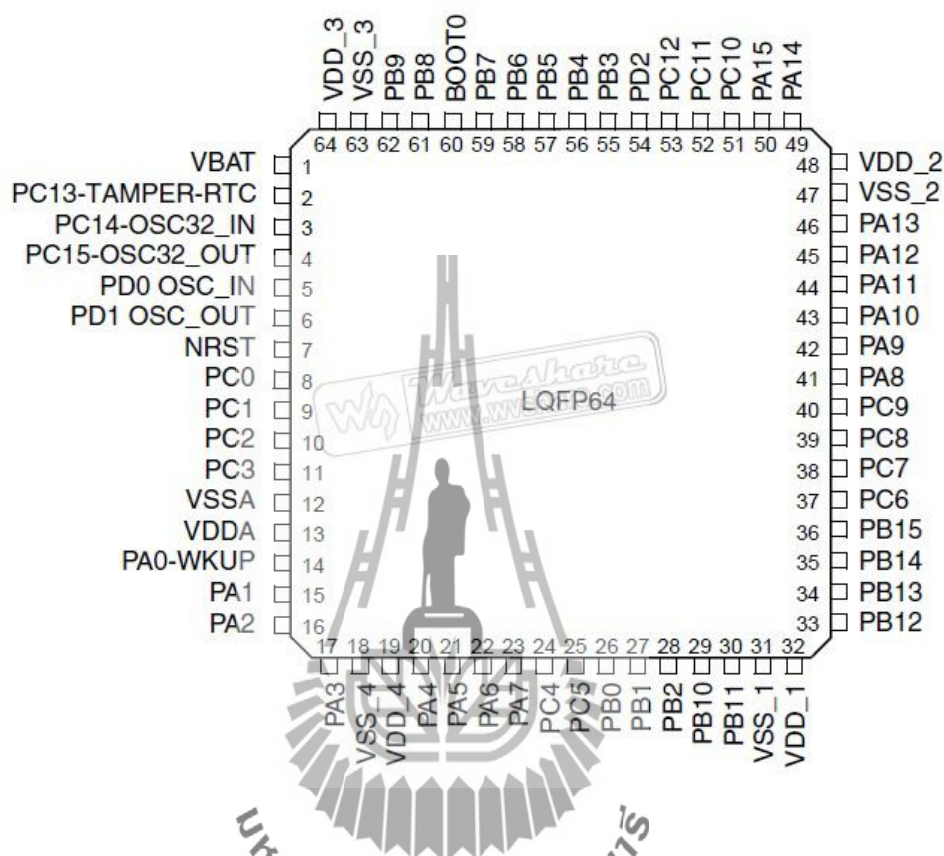 VDD_3
VSS_3
PB9
PB8
BOOT0
PB7
PB6
PB5
PB4
PB3
PD2
PC12
PC11
PC10
PA15
PA14
64 63 62 61 60 59 58 57 56 55 54 53 52 51 50 49
VBAT 1
PC13-TAMPER-RTC 2
PC14-OSC32_IN 3
PC15-OSC32_OUT 4
PD0 OSC_IN 5
PD1 OSC_OUT 6
NRST 7
PC0 8
PC1 9
PC2 10
PC3 11
VSSA 12
VDDA 13
PA0-WKUP 14
PA1 15
PA2 16
Waveshare
www.wvshare.com
LQFP64
48 VDD_2
47 VSS_2
46 PA13
45 PA12
44 PA11
43 PA10
42 PA9
41 PA8
40 PC9
39 PC8
38 PC7
37 PC6
36 PB15
35 PB14
34 PB13
33 PB12
17 18 19 20 21 22 23 24 25 26 27 28 29 30 31 32
PA3
VSS_4
VDD_4
PA4
PA5
PA6
PA7
PC4
PC5
PB0
PB1
PB2
PB10
PB11
VSS_1
VDD_1